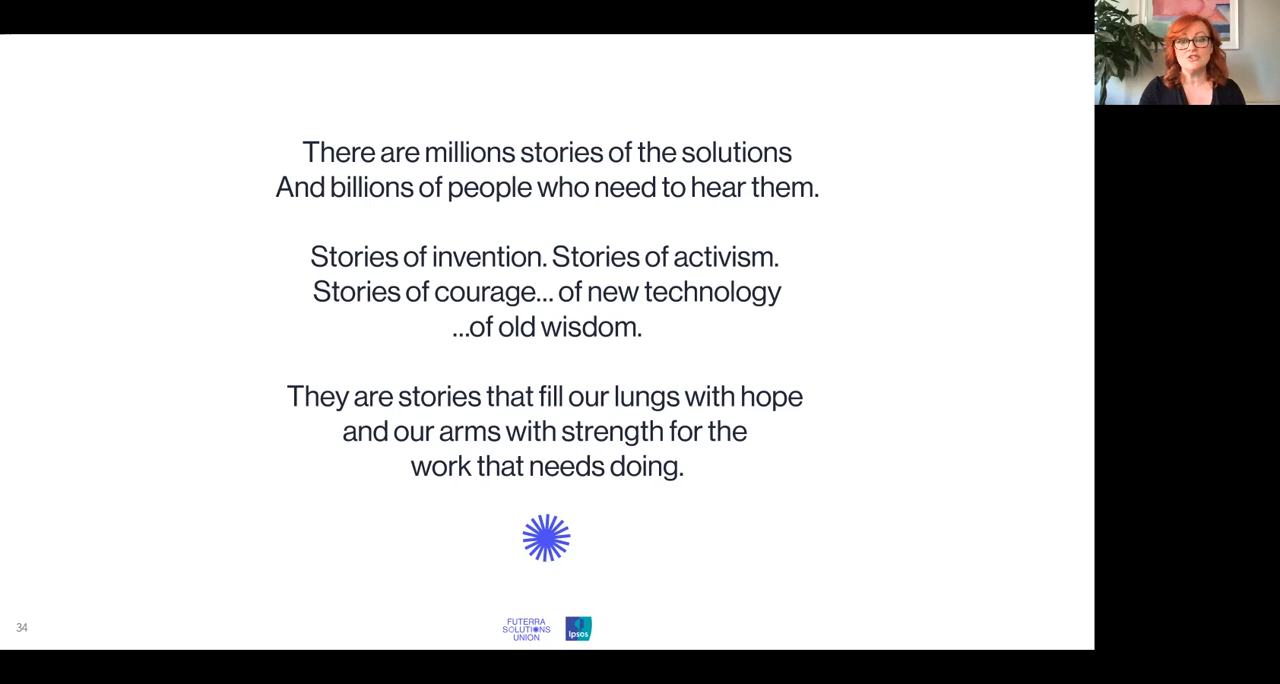 There are millions stories of the solutions
And billions of people who need to hear them.
Stories of invention. Stories of activism.
Stories of courage... of new technology
...of old wisdom.
They are stories that fill our lungs with hope
and our arms with strength for the
work that needs doing.
34
FUTERRA
SOLUTIONS
UNION
Ipsos